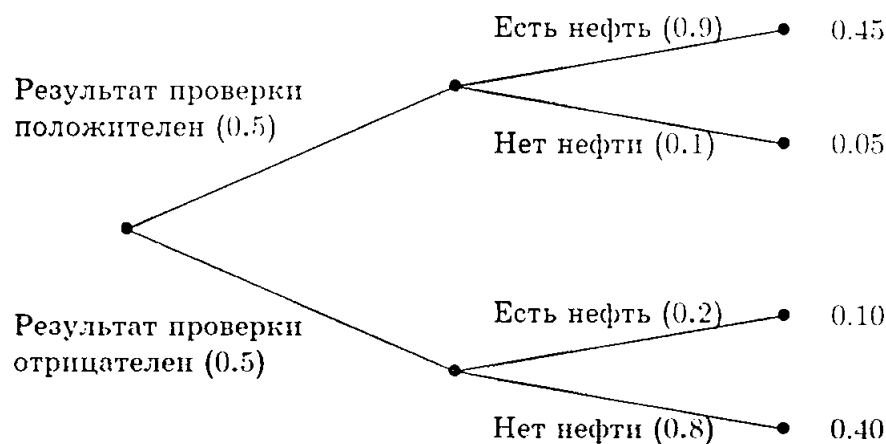 Есть нефть (0.9) 0.45
Результат проверки
положителен (0.5)
Нет нефти (0.1) 0.05
Результат проверки
отрицателен (0.5)
Есть нефть (0.2) 0.10
Нет нефти (0.8) 0.40